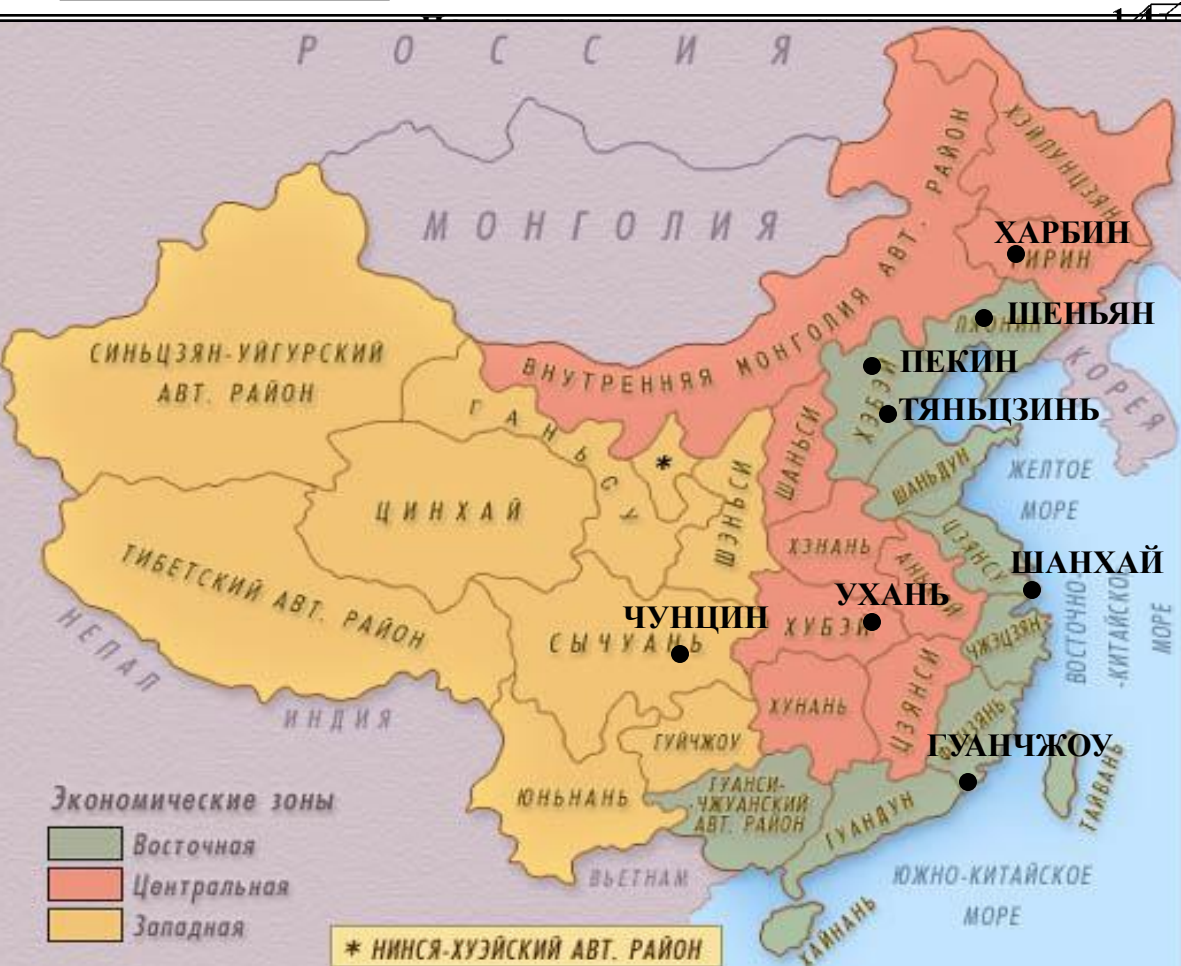 РОССИЯ
МОНГОЛИЯ
ХЭЙЛУНЦЗЯН
ХАРБИН
ГИРИН
ВНУТРЕННЯЯ МОНГОЛИЯ АВТ. РАЙОН
ШЕНЬЯН
ЛЯОНИН
ПЕКИН
ХЭБЭЙ
ТЯНЬЦЗИНЬ
КОРЕЯ
СИНЬЦЗЯН-УЙГУРСКИЙ
АВТ. РАЙОН
ГАНЬСУ
*
ШЭНЬСИ
ШАНЬСИ
ШАНЬДУН
ЖЕЛТОЕ
МОРЕ
ЦИНХАЙ
ТИБЕТСКИЙ АВТ. РАЙОН
ХЭНАНЬ
АНЬХОЙ
ЦЗЯНСУ
ШАНХАЙ
УХАНЬ
ХУБЭЙ
ЧУНЦИН
СЫЧУАНЬ
ЧЖЭЦЗЯН
ВОСТОЧНО-
-КИТАЙСКОЕ
МОРЕ
НЕПАЛ
ИНДИЯ
ХУНАНЬ
ЦЗЯНСИ
ФУЦЗЯНЬ
ГУАНЧЖОУ
ТАЙВАНЬ
ГУЙЧЖОУ
ЮНЬНАНЬ
ГУАНСИ-
-ЧЖУАНСКИЙ
АВТ. РАЙОН
ГУАНДУН
ВЬЕТНАМ
ЮЖНО-КИТАЙСКОЕ
МОРЕ
ХАЙНАНЬ
Экономические зоны
Восточная
Центральная
Западная
* НИНСЯ-ХУЭЙСКИЙ АВТ. РАЙОН